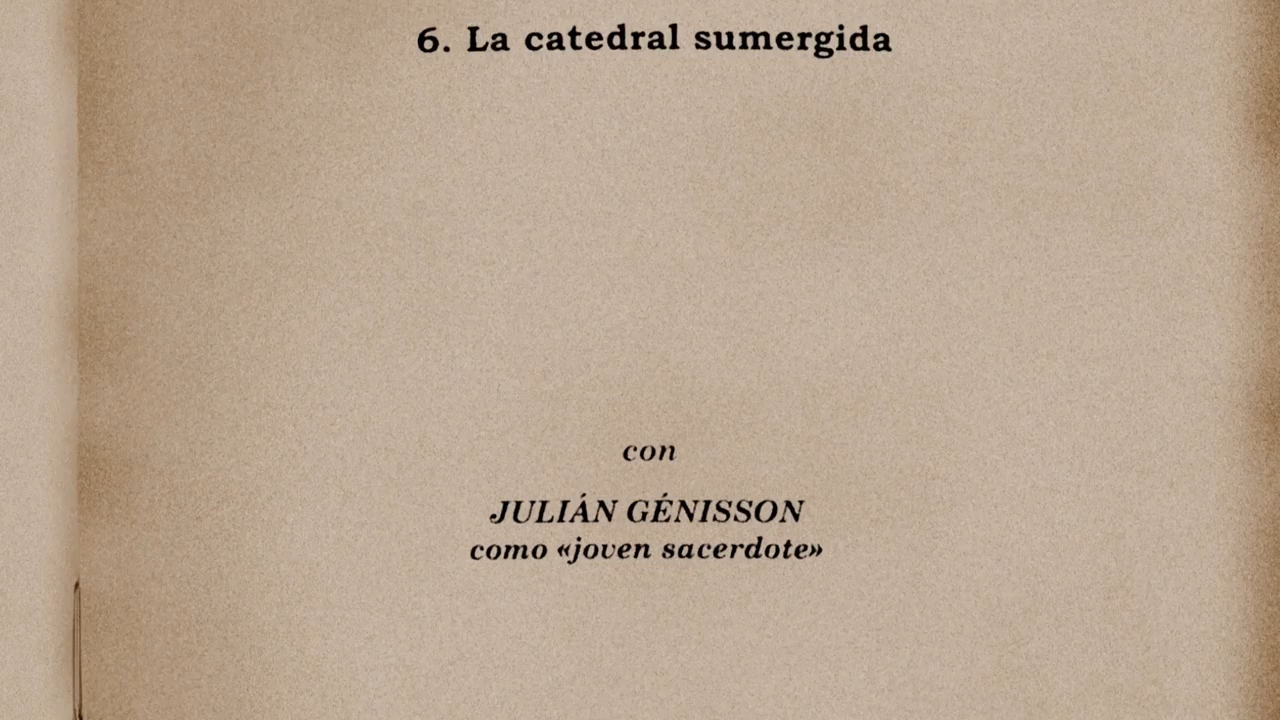 6. La catedral sumergida
con
JULIÁN GÉNISSON
como «joven sacerdote»